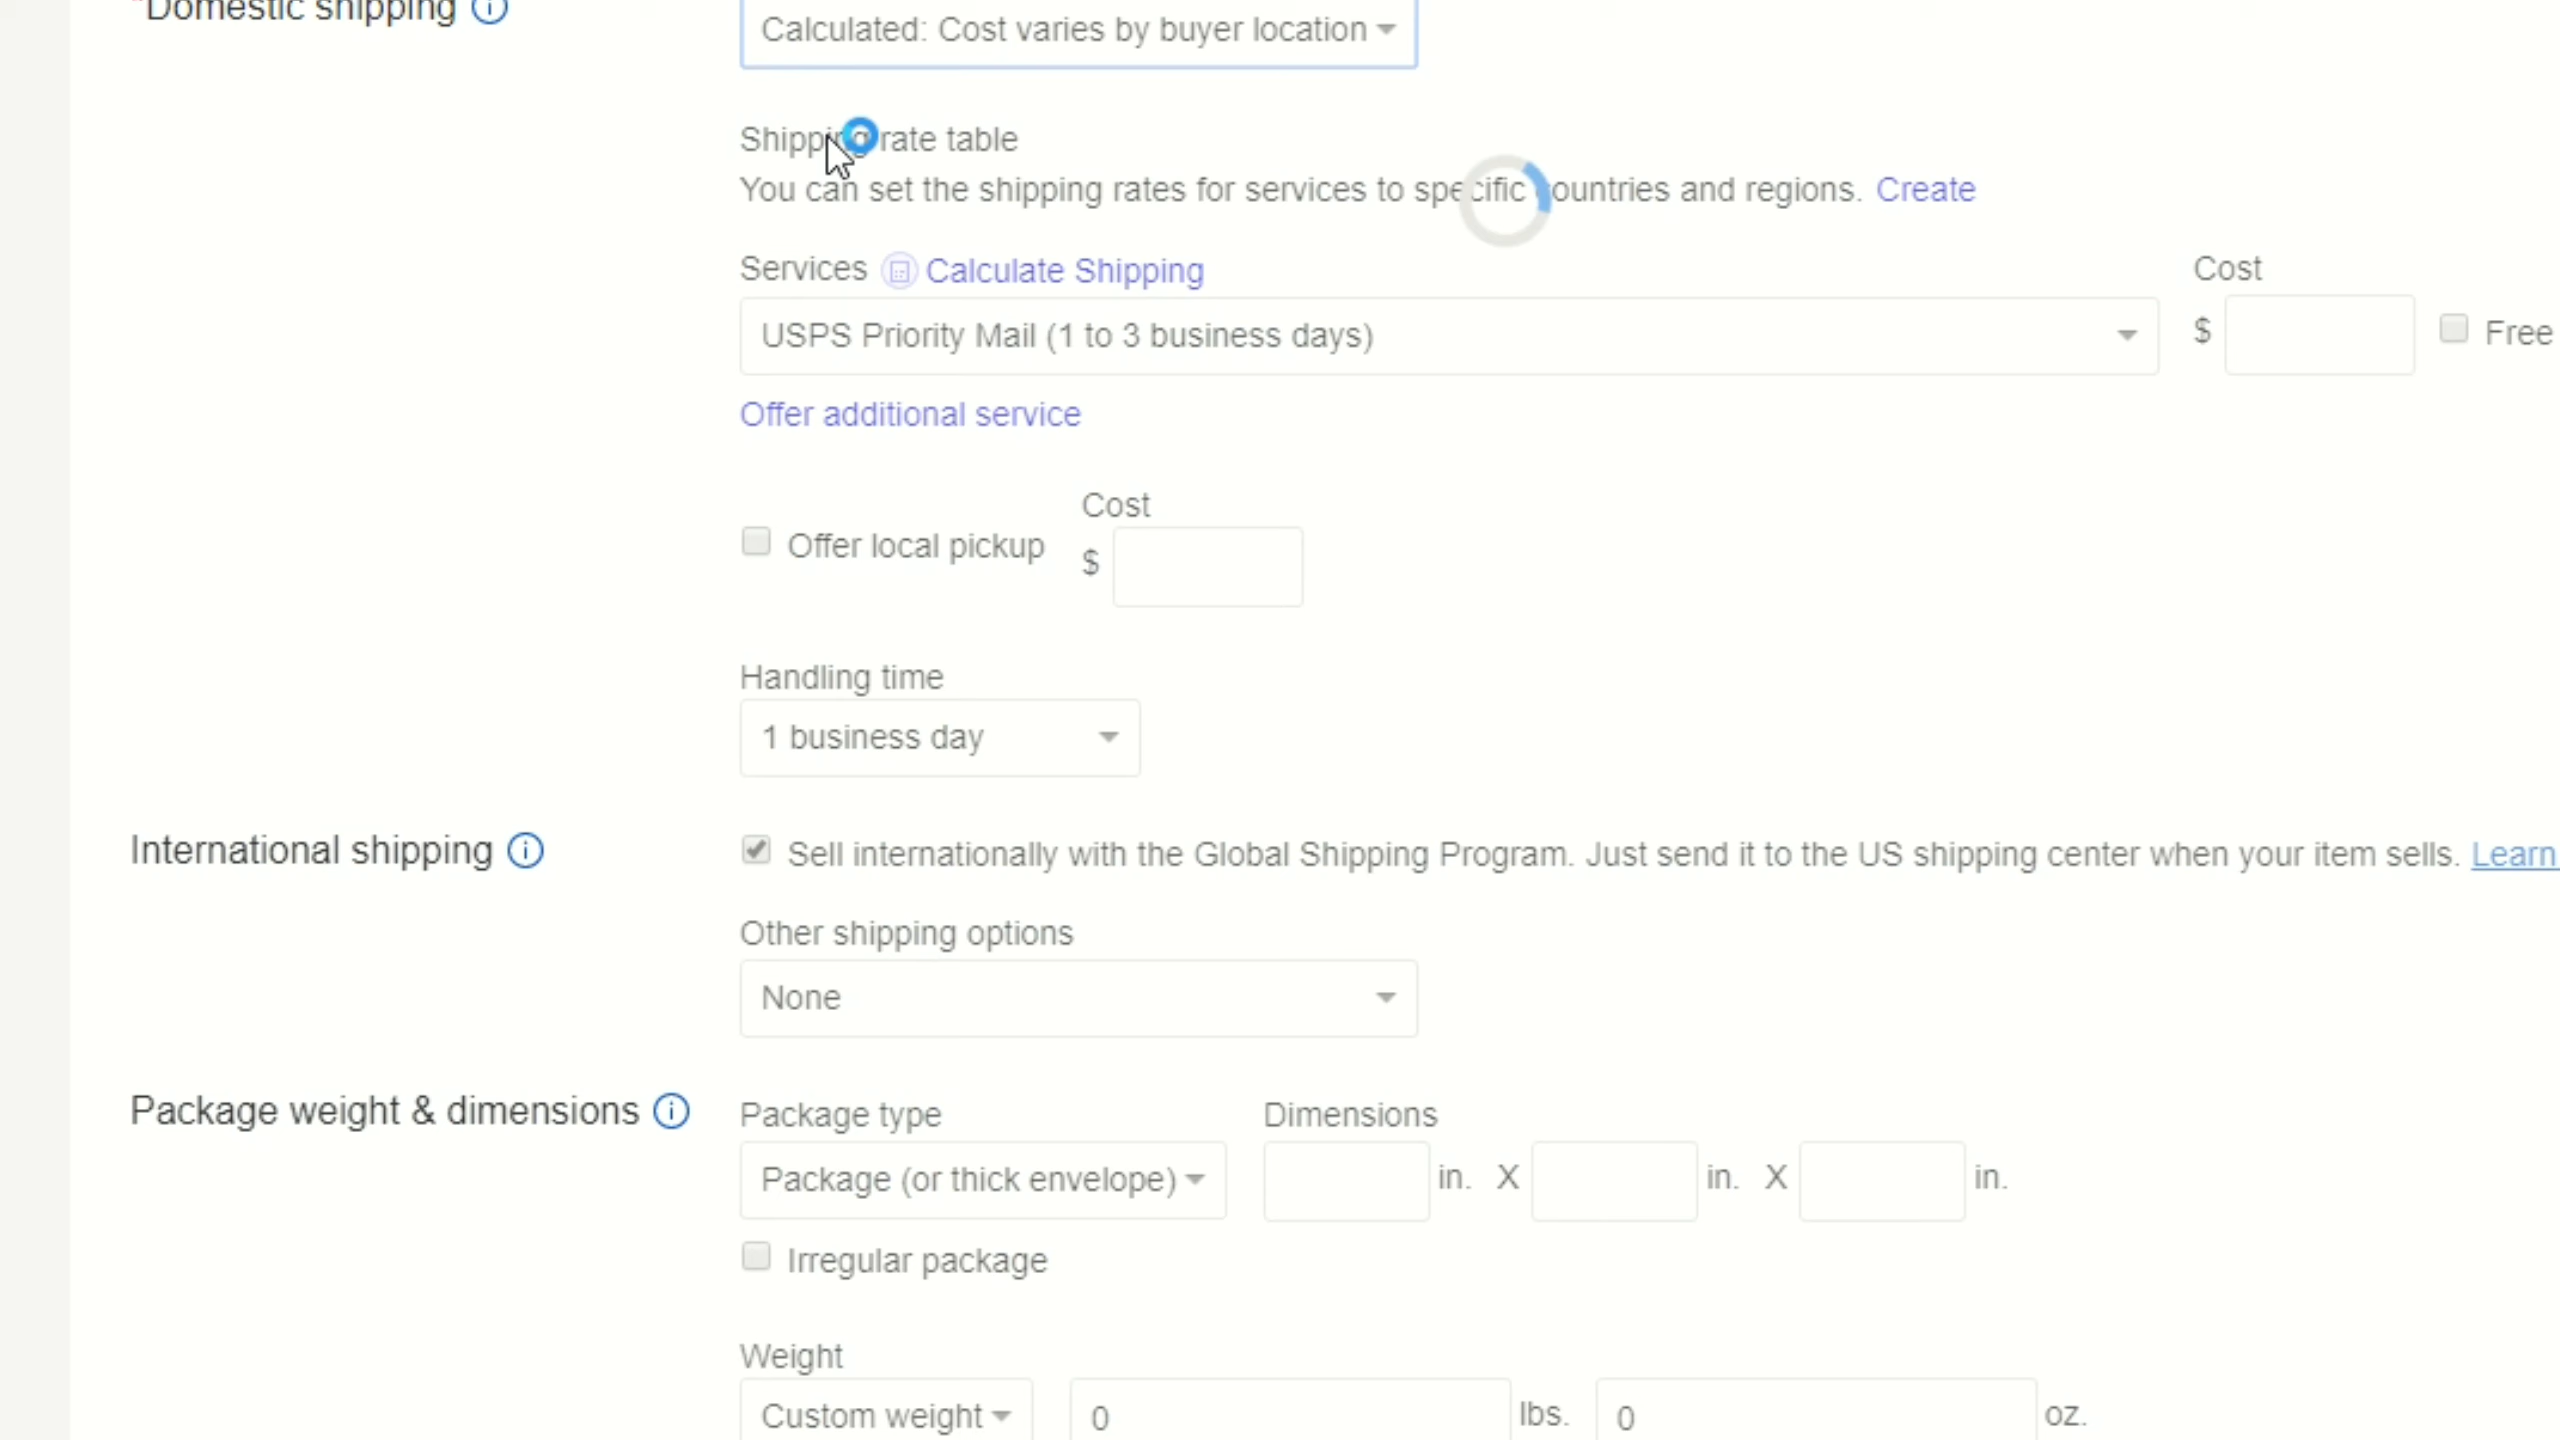 *Domestic shipping
Calculated: Cost varies by buyer location
Shipping rate table
You can set the shipping rates for services to specific countries and regions. Create
Services Calculate Shipping
Cost
USPS Priority Mail (1 to 3 business days)
$
Free
Offer additional service
Cost
Offer local pickup
$
Handling time
1 business day
International shipping
Sell internationally with the Global Shipping Program. Just send it to the US shipping center when your item sells. Learn
Other shipping options
None
Package weight & dimensions
Package type
Dimensions
Package (or thick envelope)
in. X in. X in.
Irregular package
Weight
Custom weight
0 lbs. 0 oz.